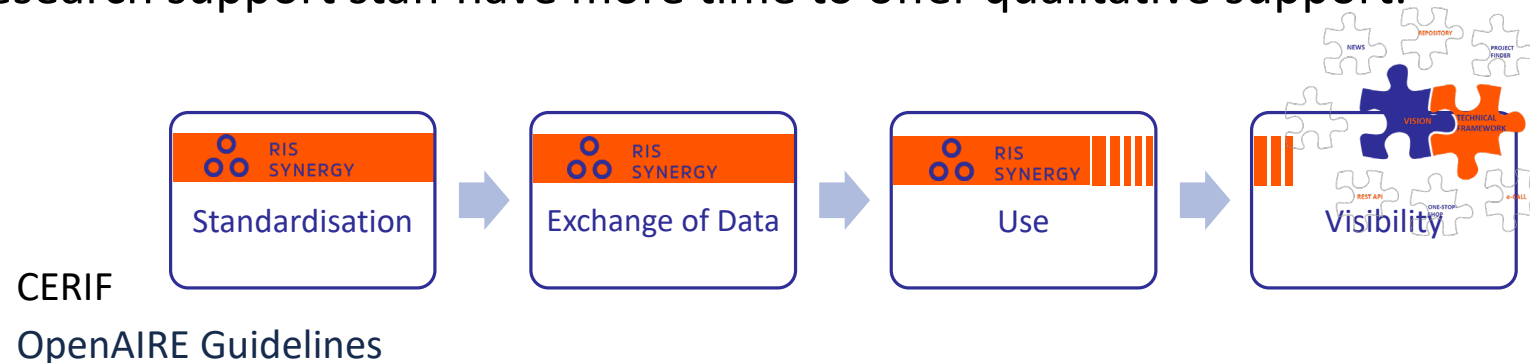 research support staff have more time to offer qualitative support.
NEWS
REPOSITORY
PROJECT
FINDER
VISION
TECHNICAL
FRAMEWORK
RIS
SYNERGY
Standardisation
RIS
SYNERGY
Exchange of Data
RIS
SYNERGY
Use
REST API
ONE-STOP-
SHOP
e-CALL
Visibility
CERIF
OpenAIRE Guidelines